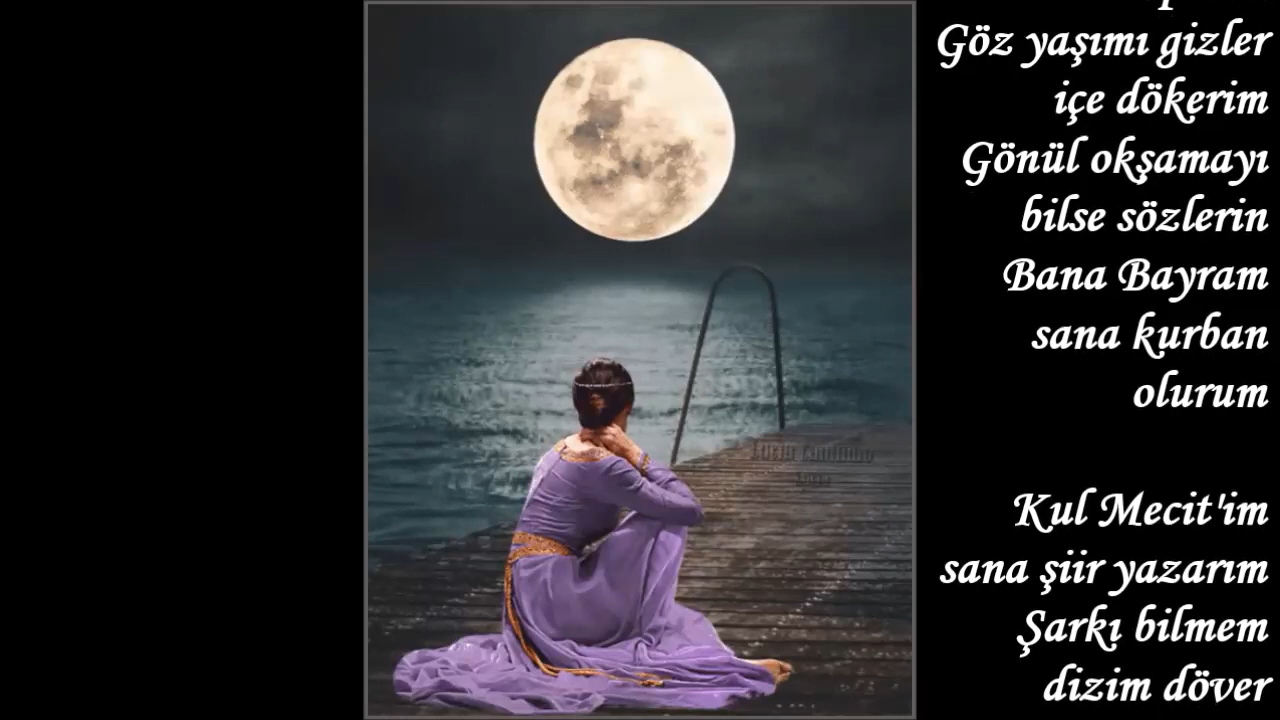 Göz yaşımı gizler
içe dökerim
Gönül okşamayı
bilse sözlerin
Bana Bayram
sana kurban
olurum
Kul Mecit'im
sana şiir yazarım
Şarkı bilmem
dizim döver